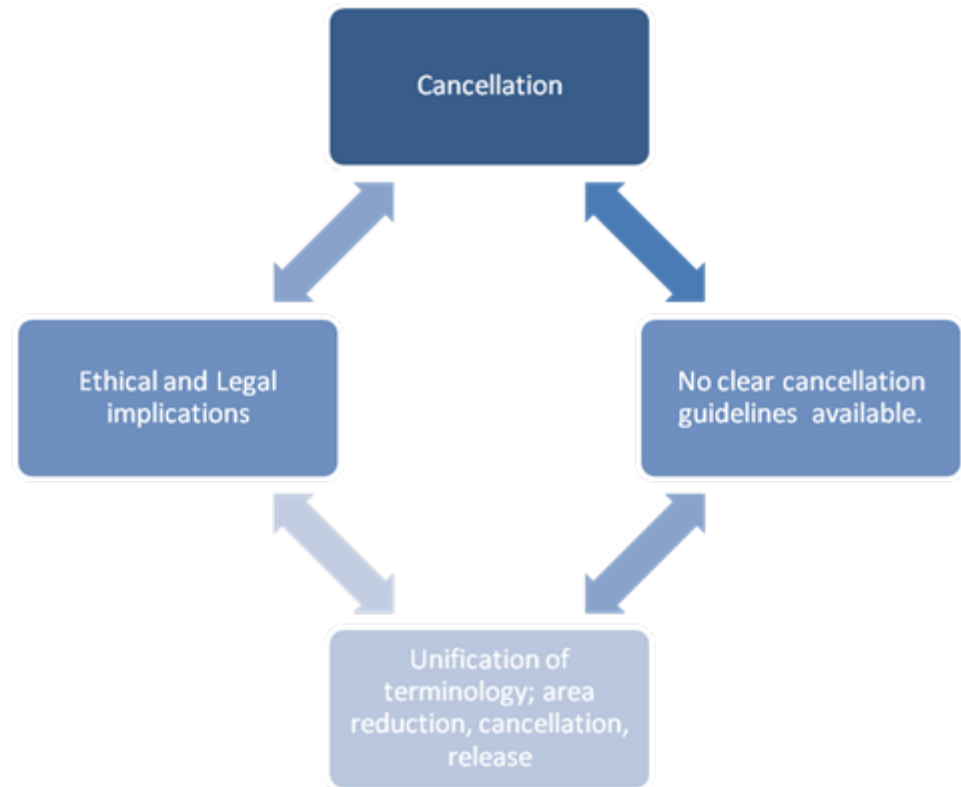 Cancellation
Ethical and Legal
implications
No clear cancellation
guidelines  available.
Unification of
terminology; area
reduction, cancellation,
release